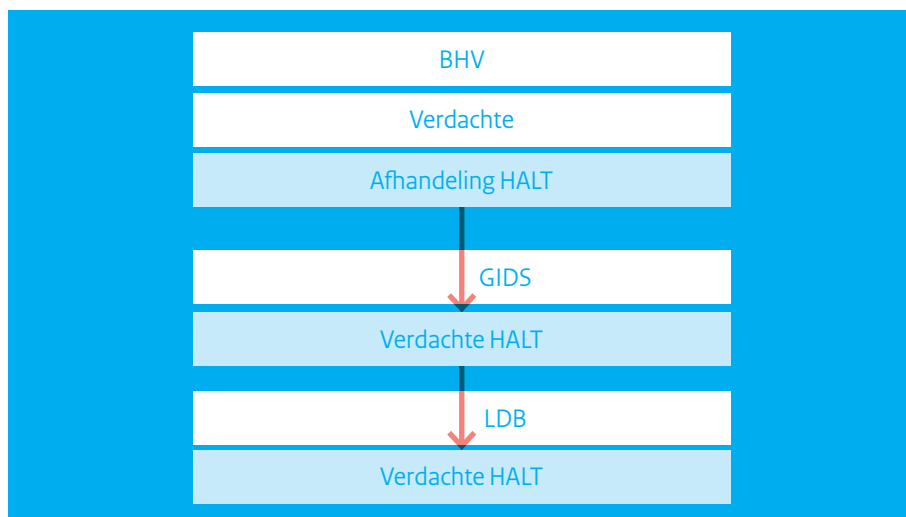 BHV
Verdachte
Afhandeling HALT
GIDS
Verdachte HALT
LDB
Verdachte HALT